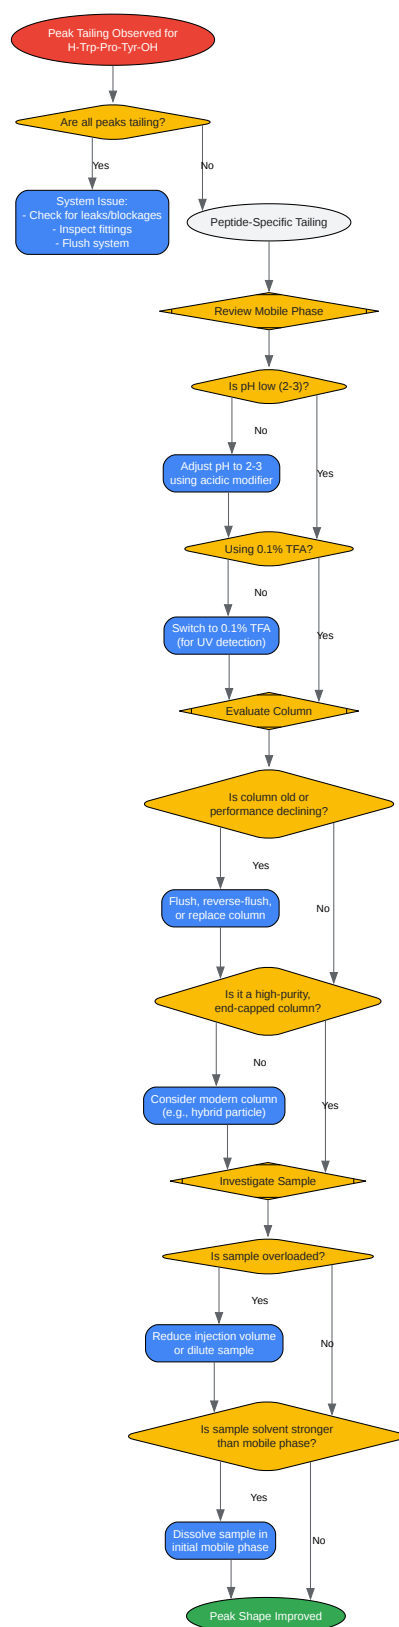 Peak Tailing Observed for
H-Trp-Pro-Tyr-OH
Are all peaks tailing?
Yes
No
System Issue:
- Check for leaks/blockages
- Inspect fittings
- Flush system
Peptide-Specific Tailing
Review Mobile Phase
Is pH low (2-3)?
No
Yes
Adjust pH to 2-3
using acidic modifier
Using 0.1% TFA?
No
Yes
Switch to 0.1% TFA
(for UV detection)
Evaluate Column
Is column old or
performance declining?
Yes
No
Flush, reverse-flush,
or replace column
Is it a high-purity,
end-capped column?
No
Yes
Consider modern column
(e.g., hybrid particle)
Investigate Sample
Is sample overloaded?
Yes
No
Reduce injection volume
or dilute sample
Is sample solvent stronger
than mobile phase?
Yes
No
Dissolve sample in
initial mobile phase
Peak Shape Improved